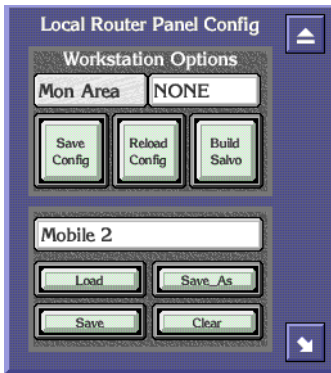 Local Router Panel Config
Workstation Options
Mon Area NONE
Save Config Reload Config Build Salvo
Mobile 2
Load Save_As
Save Clear